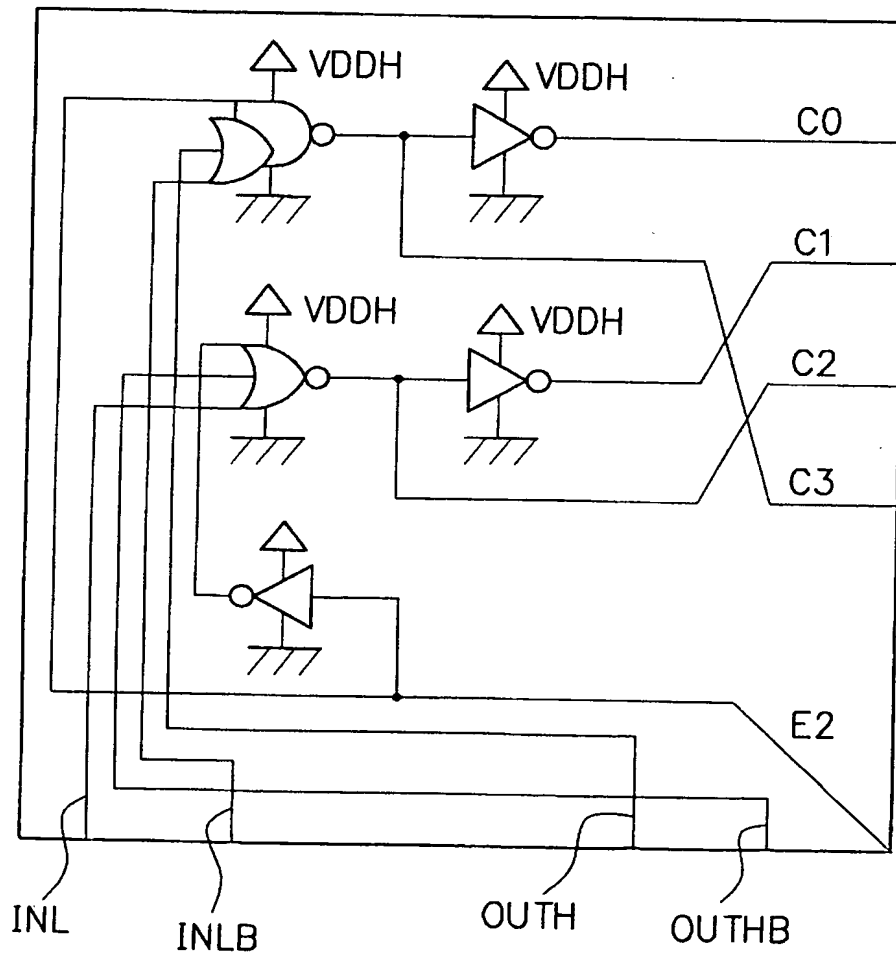 VDDH
VDDH
C0
C1
VDDH
VDDH
C2
C3
E2
INL
INLB
OUTH
OUTHB